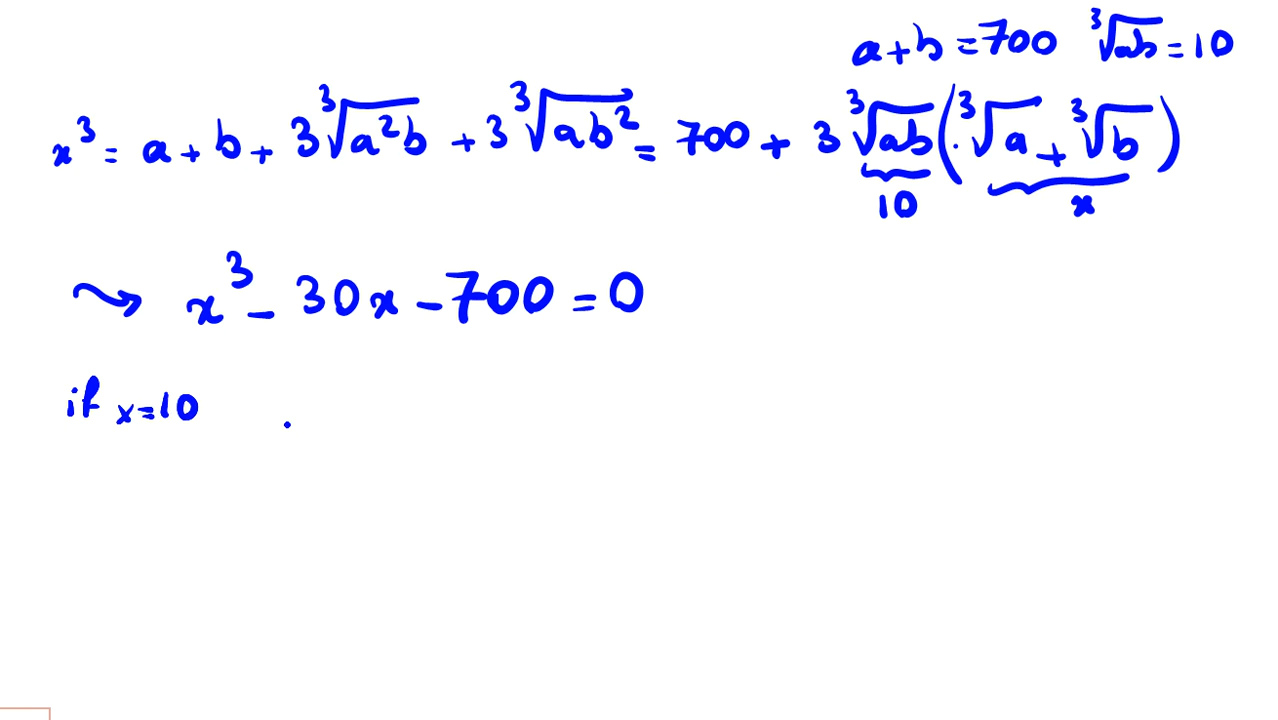 a + b = 700 ∛ab = 10
x³ = a + b + 3∛a²b + 3∛ab² = 700 + 3∛ab(∛a + ∛b)
10 x
⇝ x³ - 30x - 700 = 0
if x = 10